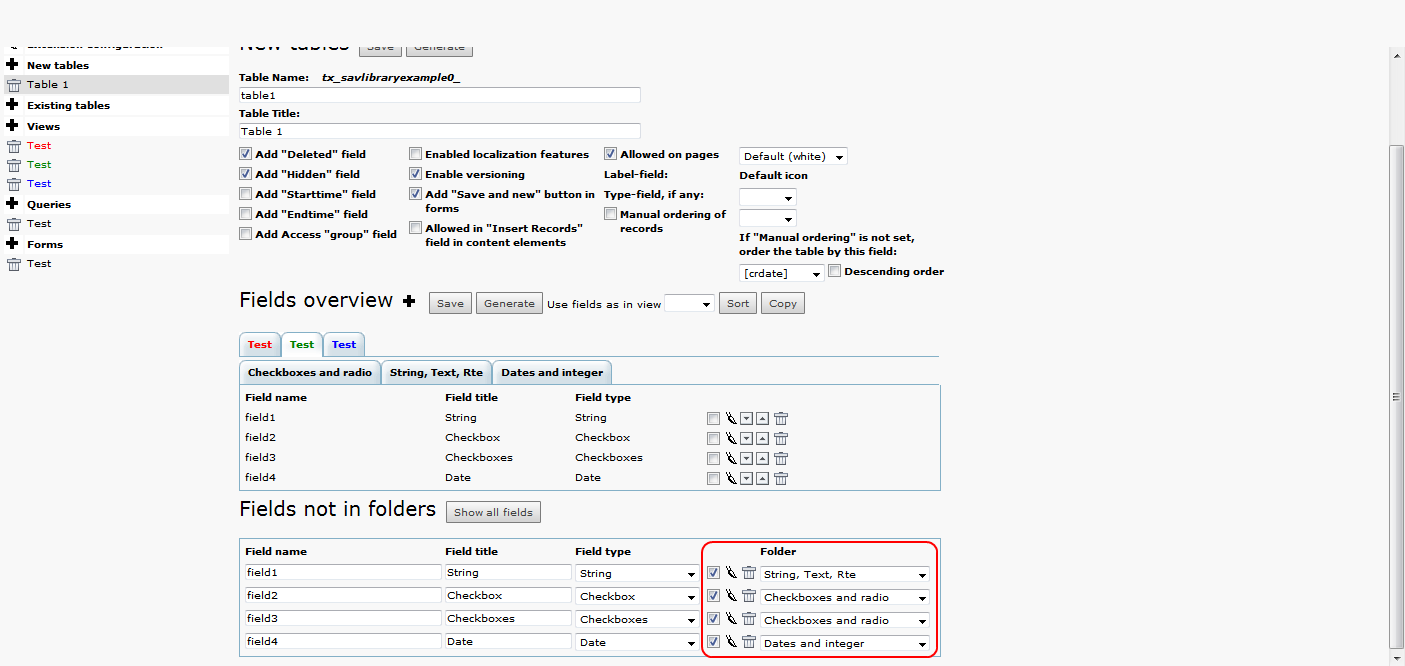 New tables Save Generate
Extension configuration
New tables
Table 1
Existing tables
Views
Test
Test
Test
Queries
Test
Forms
Test
Table Name: tx_savlibraryexample0_
table1
Table Title:
Table 1
Add "Deleted" field
Add "Hidden" field
Add "Starttime" field
Add "Endtime" field
Add Access "group" field
Enabled localization features
Enable versioning
Add "Save and new" button in
forms
Allowed in "Insert Records"
field in content elements
Allowed on pages
Label-field:
Type-field, if any:
Manual ordering of
records
Default (white)
Default icon
If "Manual ordering" is not set,
order the table by this field:
[crdate] Descending order
Fields overview Save Generate Use fields as in view Sort Copy
Test Test Test
Checkboxes and radio String, Text, Rte Dates and integer
Field name Field title Field type
field1 String String
field2 Checkbox Checkbox
field3 Checkboxes Checkboxes
field4 Date Date
Fields not in folders Show all fields
Field name Field title Field type Folder
field1 String String String, Text, Rte
field2 Checkbox Checkbox Checkboxes and radio
field3 Checkboxes Checkboxes Checkboxes and radio
field4 Date Date Dates and integer